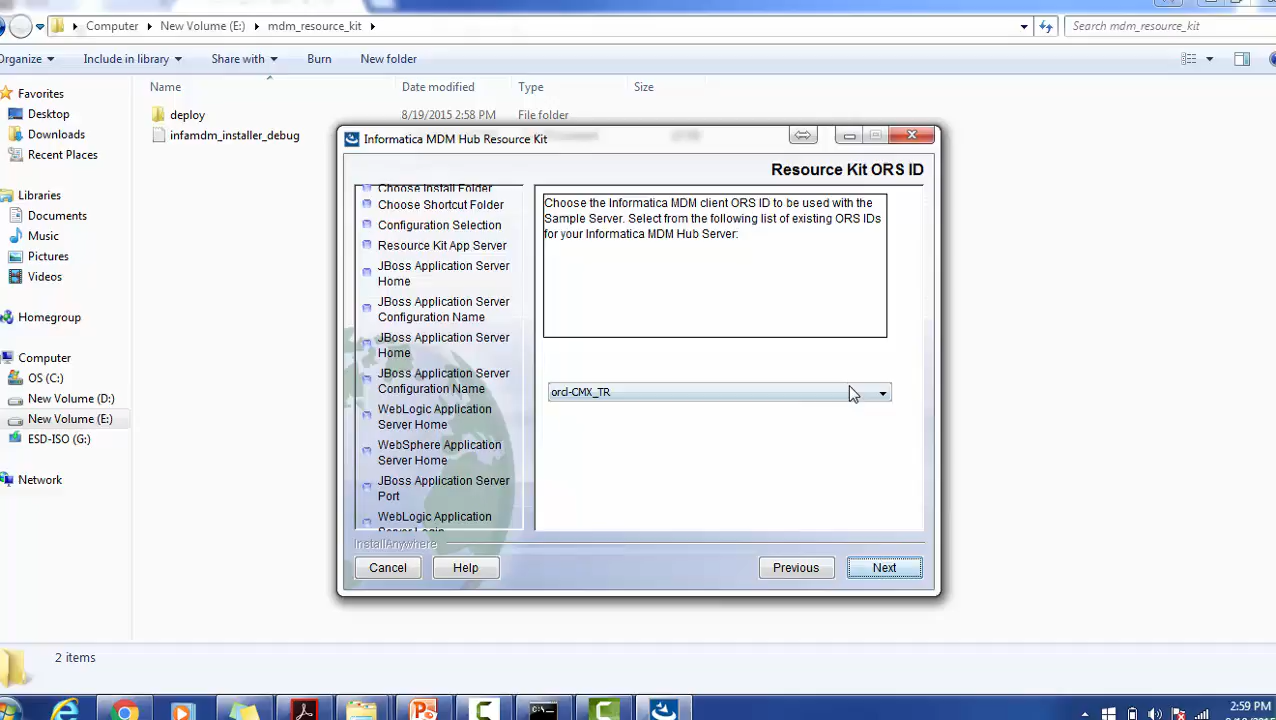 Computer New Volume (E:) mdm_resource_kit
Search mdm_resource_kit
Organize Include in library Share with Burn New folder
Name Date modified Type Size
Favorites
Desktop
Downloads
Recent Places
Libraries
Documents
Music
Pictures
Videos
Homegroup
Computer
OS (C:)
New Volume (D:)
New Volume (E:)
ESD-ISO (G:)
Network
deploy 8/19/2015 2:58 PM File folder
infamdm_installer_debug
Informatica MDM Hub Resource Kit
Resource Kit ORS ID
Choose Install Folder
Choose Shortcut Folder
Configuration Selection
Resource Kit App Server
JBoss Application Server
Home
JBoss Application Server
Configuration Name
JBoss Application Server
Home
JBoss Application Server
Configuration Name
WebLogic Application
Server Home
WebSphere Application
Server Home
JBoss Application Server
Port
WebLogic Application
Server Login
Choose the Informatica MDM client ORS ID to be used with the
Sample Server. Select from the following list of existing ORS IDs
for your Informatica MDM Hub Server:
orcl-CMX_TR
InstallAnywhere
Cancel Help Previous Next
2 items
2:59 PM